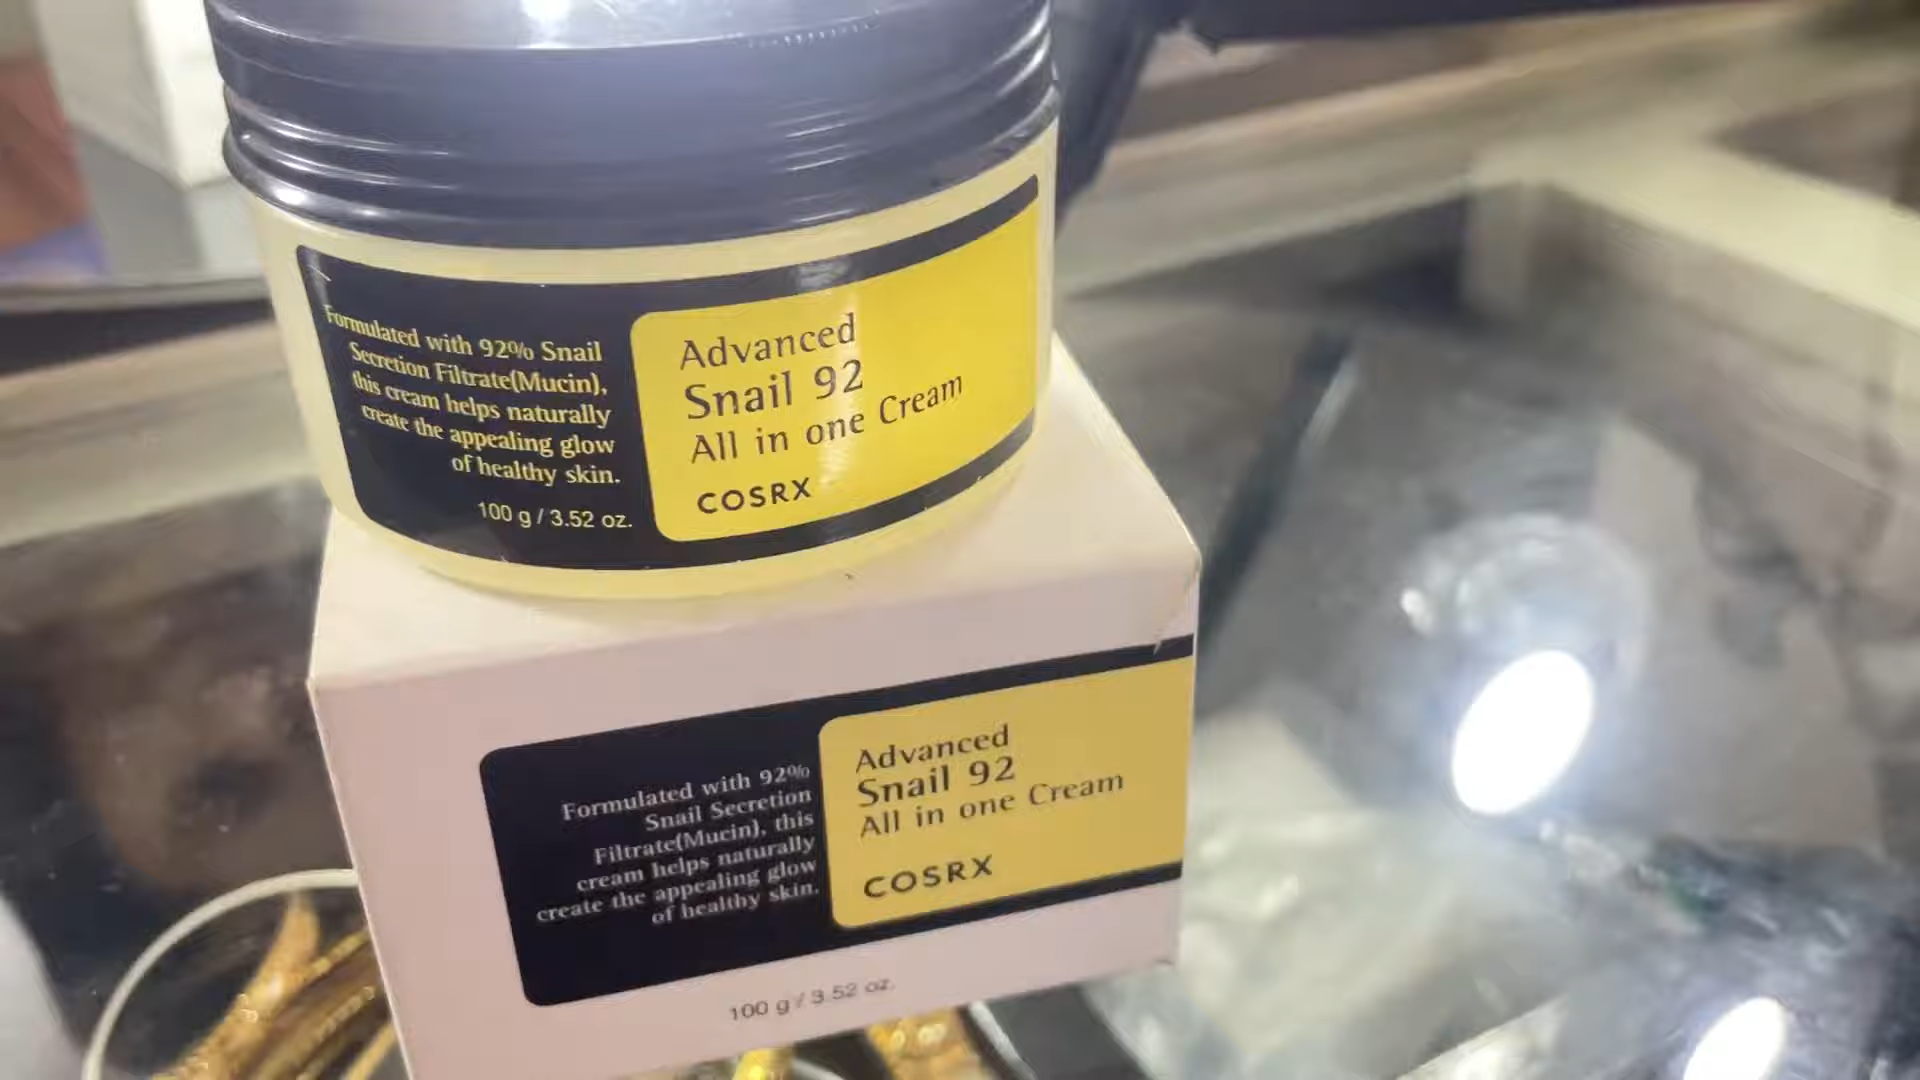 Formulated with 92% Snail
Secretion Filtrate(Mucin),
this cream helps naturally
create the appealing glow
of healthy skin.
100 g / 3.52 oz.
Advanced
Snail 92
All in one Cream
COSRX
Formulated with 92%
Snail Secretion
Filtrate(Mucin), this
cream helps naturally
create the appealing glow
of healthy skin.
Advanced
Snail 92
All in one Cream
COSRX
100 g / 3.52 oz.